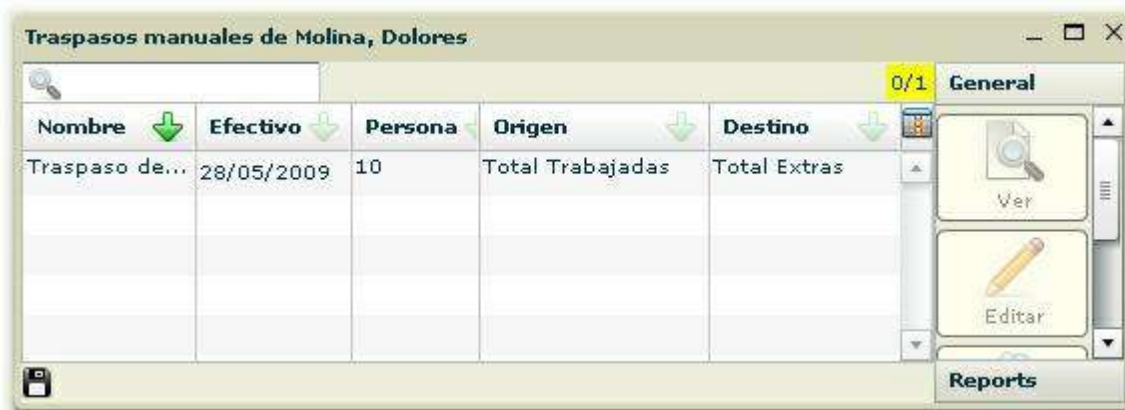 Traspasos manuales de Molina, Dolores
0/1 General
Nombre Efectivo Persona Origen Destino
Traspaso de... 28/05/2009 10 Total Trabajadas Total Extras
Ver
Editar
Reports